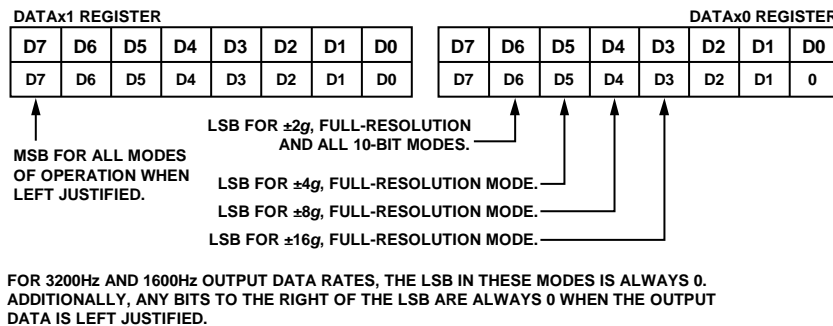 DATAx1 REGISTER DATAx0 REGISTER
D7 D6 D5 D4 D3 D2 D1 D0 D7 D6 D5 D4 D3 D2 D1 D0
D7 D6 D5 D4 D3 D2 D1 D0 D7 D6 D5 D4 D3 D2 D1 0
MSB FOR ALL MODES
OF OPERATION WHEN
LEFT JUSTIFIED.
LSB FOR ±2g, FULL-RESOLUTION
AND ALL 10-BIT MODES.
LSB FOR ±4g, FULL-RESOLUTION MODE.
LSB FOR ±8g, FULL-RESOLUTION MODE.
LSB FOR ±16g, FULL-RESOLUTION MODE.
FOR 3200Hz AND 1600Hz OUTPUT DATA RATES, THE LSB IN THESE MODES IS ALWAYS 0.
ADDITIONALLY, ANY BITS TO THE RIGHT OF THE LSB ARE ALWAYS 0 WHEN THE OUTPUT
DATA IS LEFT JUSTIFIED.